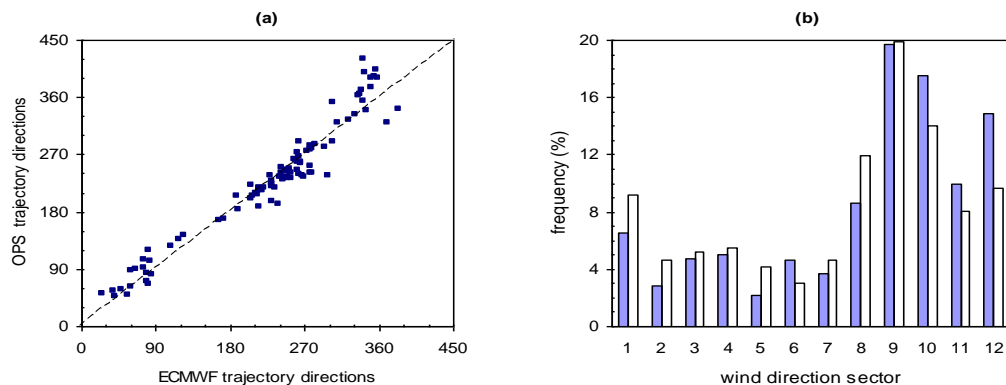 (a)
450
360
270
180
90
0
OPS trajectory directions
0 90 180 270 360 450
ECMWF trajectory directions
(b)
20
16
12
8
4
0
frequency (%)
1 2 3 4 5 6 7 8 9 10 11 12
wind direction sector